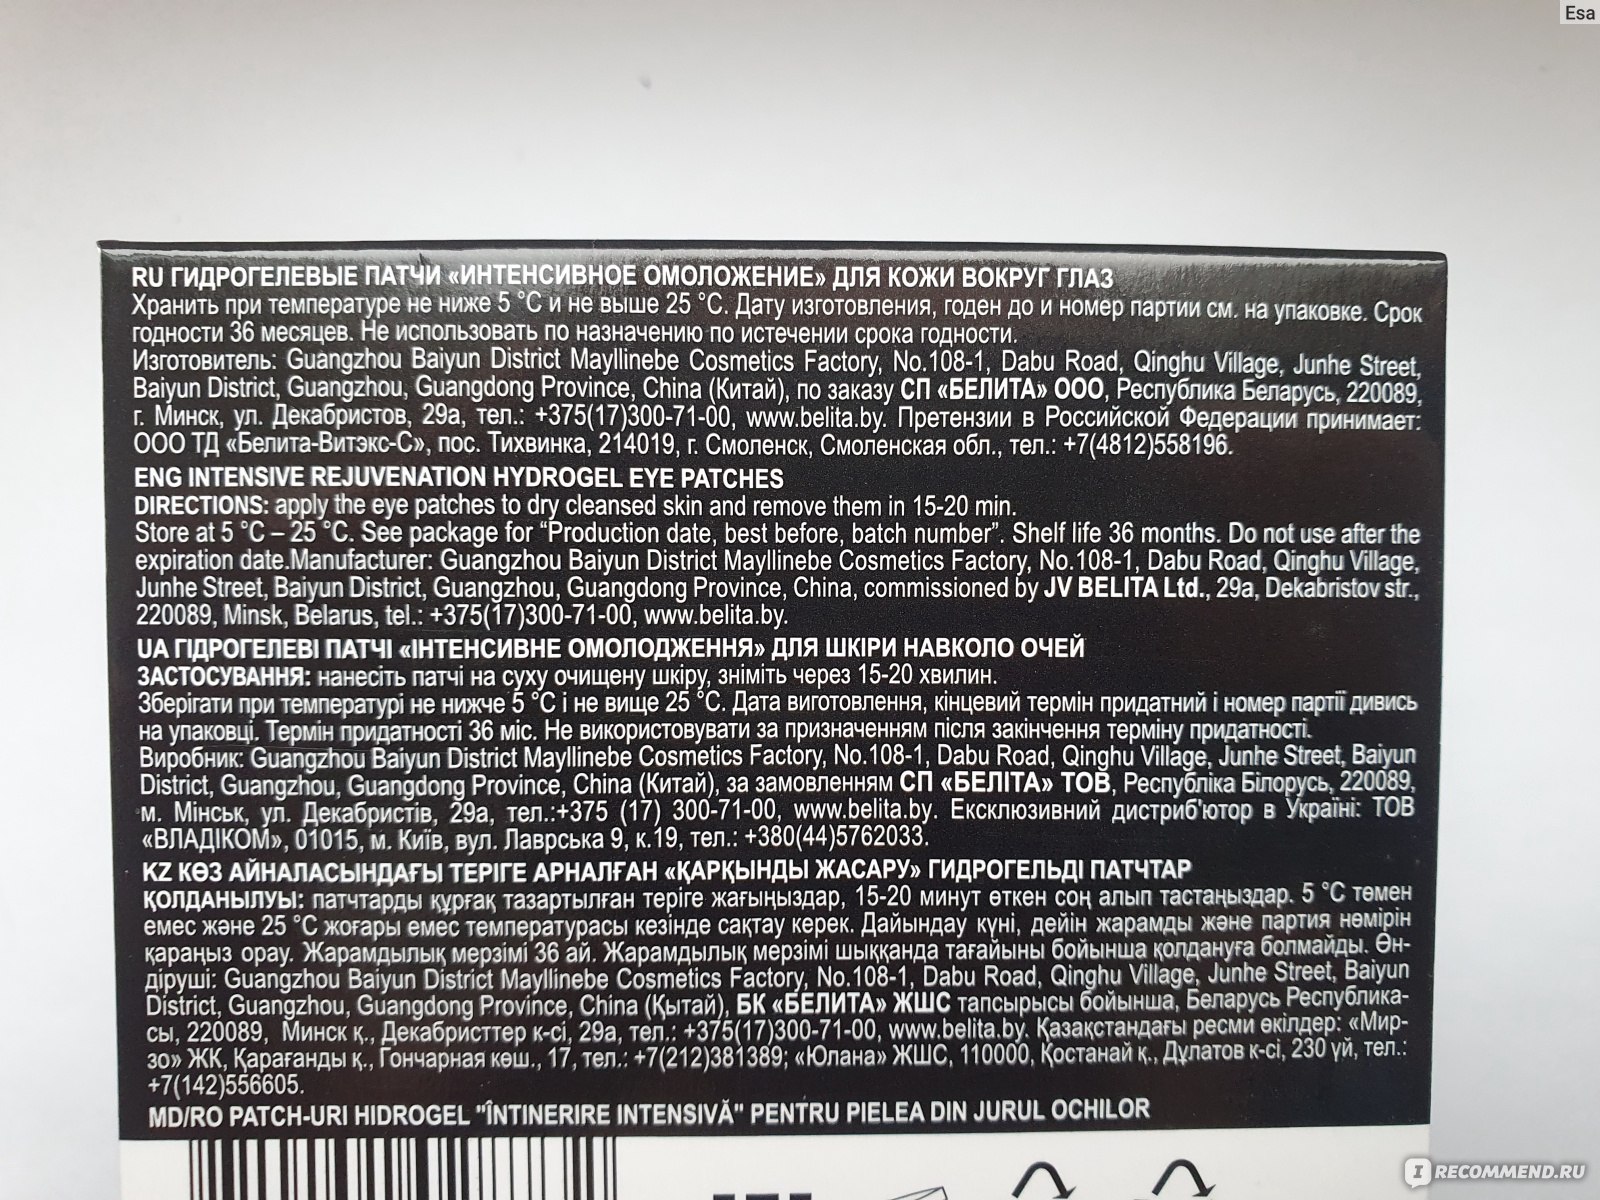 Esa
RU ГИДРОГЕЛЕВЫЕ ПАТЧИ «ИНТЕНСИВНОЕ ОМОЛОЖЕНИЕ» ДЛЯ КОЖИ ВОКРУГ ГЛАЗ
Хранить при температуре не ниже 5 °С и не выше 25 °С. Дату изготовления, годен до и номер партии см. на упаковке. Срок
годности 36 месяцев. Не использовать по назначению по истечении срока годности.
Изготовитель: Guangzhou Baiyun District Mayllinebe Cosmetics Factory, No.108-1, Dabu Road, Qinghu Village, Junhe Street,
Baiyun District, Guangzhou, Guangdong Province, China (Китай), по заказу СП «БЕЛИТА» ООО, Республика Беларусь, 220089,
г. Минск, ул. Декабристов, 29а, тел.: +375(17)300-71-00, www.belita.by. Претензии в Российской Федерации принимает:
ООО ТД «Белита-Витэкс-С», пос. Тихвинка, 214019, г. Смоленск, Смоленская обл., тел.: +7(4812)558196.
ENG INTENSIVE REJUVENATION HYDROGEL EYE PATCHES
DIRECTIONS: apply the eye patches to dry cleansed skin and remove them in 15-20 min.
Store at 5 °C – 25 °C. See package for “Production date, best before, batch number”. Shelf life 36 months. Do not use after the
expiration date.Manufacturer: Guangzhou Baiyun District Mayllinebe Cosmetics Factory, No.108-1, Dabu Road, Qinghu Village,
Junhe Street, Baiyun District, Guangzhou, Guangdong Province, China, commissioned by JV BELITA Ltd., 29a, Dekabristov str.,
220089, Minsk, Belarus, tel.: +375(17)300-71-00, www.belita.by.
UA ГІДРОГЕЛЕВІ ПАТЧІ «ІНТЕНСИВНЕ ОМОЛОДЖЕННЯ» ДЛЯ ШКІРИ НАВКОЛО ОЧЕЙ
ЗАСТОСУВАННЯ: нанесіть патчі на суху очищену шкіру, зніміть через 15-20 хвилин.
Зберігати при температурі не нижче 5 °С і не вище 25 °С. Дата виготовлення, кінцевий термін придатний і номер партії дивись
на упаковці. Термін придатності 36 міс. Не використовувати за призначенням після закінчення терміну придатності.
Виробник: Guangzhou Baiyun District Mayllinebe Cosmetics Factory, No.108-1, Dabu Road, Qinghu Village, Junhe Street, Baiyun
District, Guangzhou, Guangdong Province, China (Китай), за замовленням СП «БЕЛІТА» ТОВ, Республіка Білорусь, 220089,
м. Мінськ, ул. Декабристів, 29а, тел.:+375 (17) 300-71-00, www.belita.by. Ексклюзивний дистриб'ютор в Україні: ТОВ
«ВЛАДІКОМ», 01015, м. Київ, вул. Лаврська 9, к.19, тел.: +380(44)5762033.
KZ КӨЗ АЙНАЛАСЫНДАҒЫ ТЕРІГЕ АРНАЛҒАН «ҚАРҚЫНДЫ ЖАСАРУ» ГИДРОГЕЛЬДІ ПАТЧТАР
ҚОЛДАНЫЛУЫ: патчтарды құрғақ тазартылған теріге жағыңыздар, 15-20 минут өткен соң алып тастаңыздар. 5 °С төмен
емес және 25 °С жоғары емес температурасы кезінде сақтау керек. Дайындау күні, дейін жарамды және партия нөмірін
қараңыз орау. Жарамдылық мерзімі 36 ай. Жарамдылық мерзімі шыққанда тағайыны бойынша қолдануға болмайды. Өн-
діруші: Guangzhou Baiyun District Mayllinebe Cosmetics Factory, No.108-1, Dabu Road, Qinghu Village, Junhe Street, Baiyun
District, Guangzhou, Guangdong Province, China (Қытай), БК «БЕЛИТА» ЖШС тапсырысы бойынша, Беларусь Республика-
сы, 220089, Минск қ., Декабристтер к-сі, 29а, тел.: +375(17)300-71-00, www.belita.by. Қазақстандағы ресми өкілдер: «Мир-
зо» ЖК, Қарағанды қ., Гончарная көш., 17, тел.: +7(212)381389; «Юлана» ЖШС, 110000, Қостанай қ., Дулатов к-сі, 230 үй, тел.:
+7(142)556605.
MD/RO PATCH-URI HIDROGEL "ÎNTINERIRE INTENSIVĂ" PENTRU PIELEA DIN JURUL OCHILOR
IRECOMMEND.RU